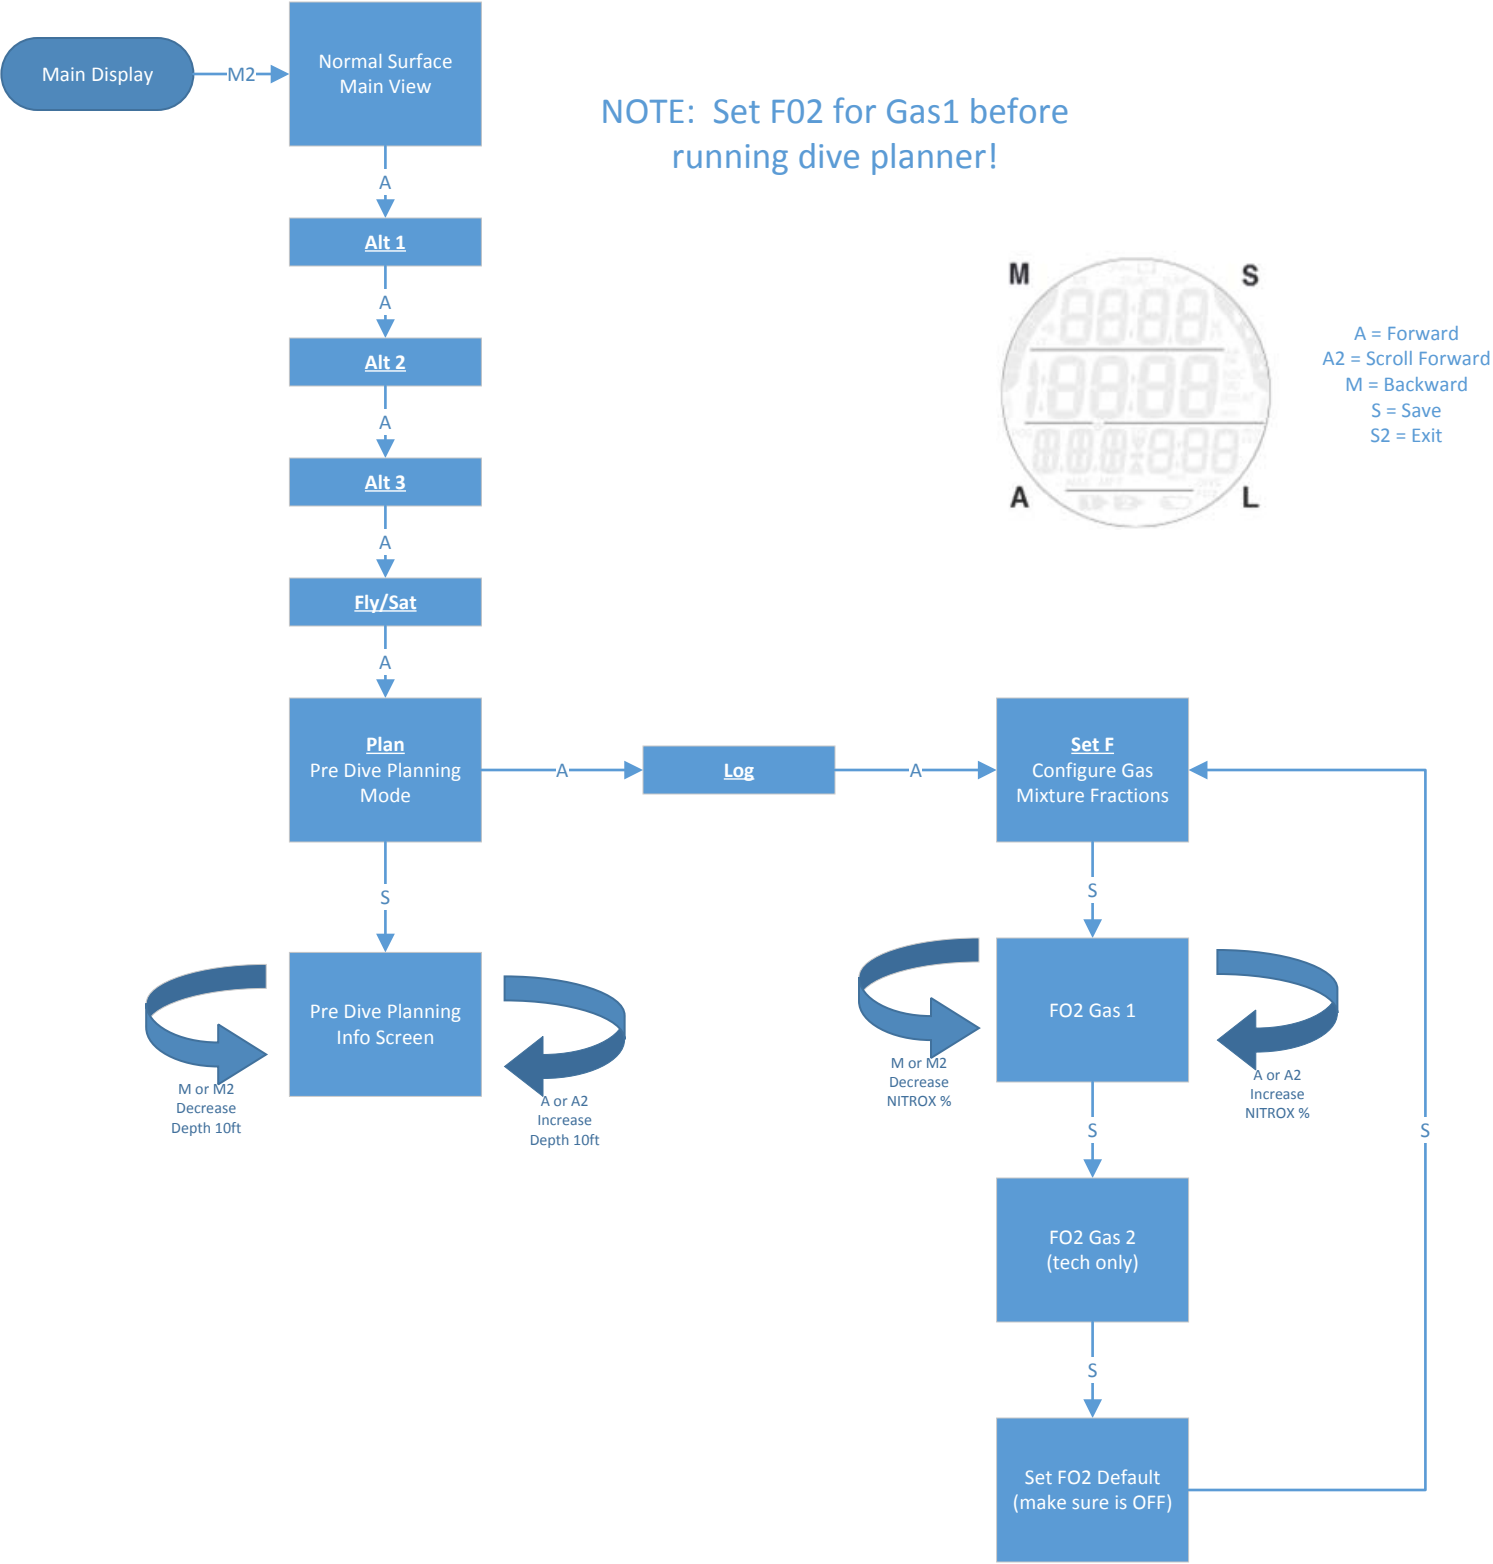 Main Display
M2
Normal Surface
Main View
NOTE:  Set F02 for Gas1 before
running dive planner!
A
Alt 1
A
Alt 2
A
Alt 3
A
Fly/Sat
A
M
S
A
L
A = Forward
A2 = Scroll Forward
M = Backward
S = Save
S2 = Exit
Plan
Pre Dive Planning
Mode
A
Log
A
Set F
Configure Gas
Mixture Fractions
S
Pre Dive Planning
Info Screen
M or M2
Decrease
Depth 10ft
A or A2
Increase
Depth 10ft
S
FO2 Gas 1
M or M2
Decrease
NITROX %
A or A2
Increase
NITROX %
S
S
FO2 Gas 2
(tech only)
S
Set FO2 Default
(make sure is OFF)